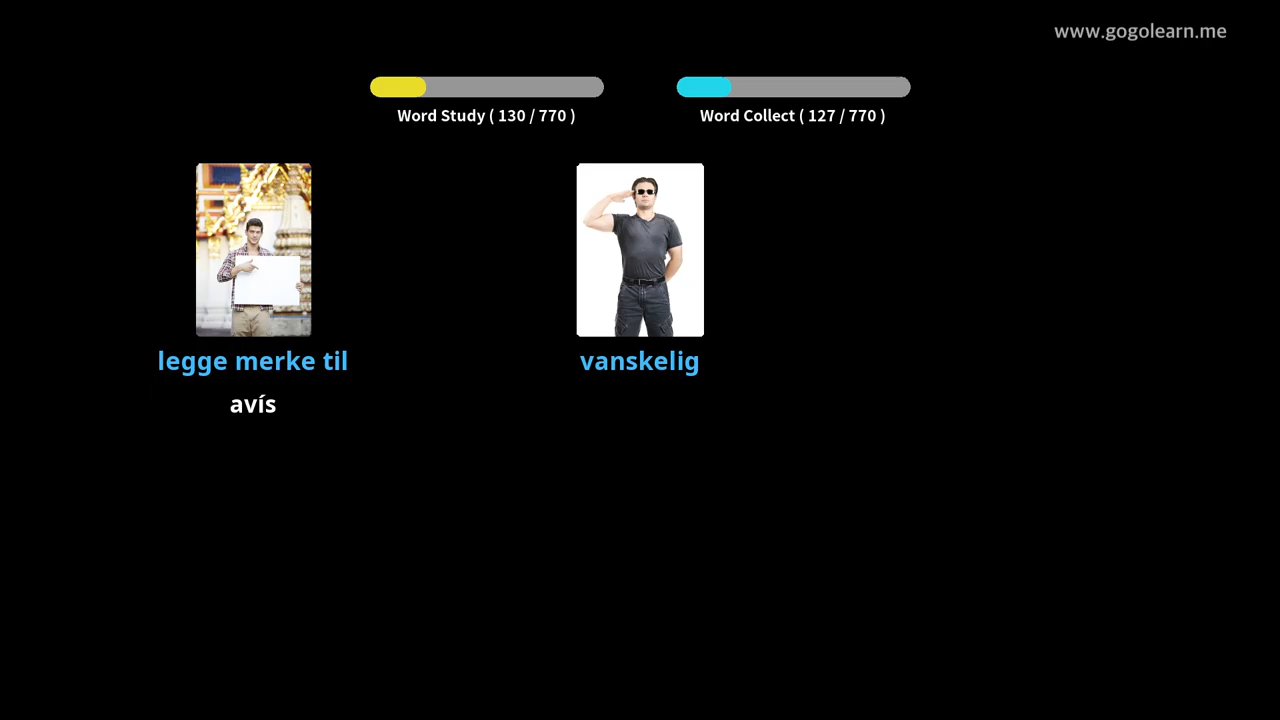 www.gogolearn.me
Word Study ( 130 / 770 )
Word Collect ( 127 / 770 )
legge merke til
vanskelig
avís